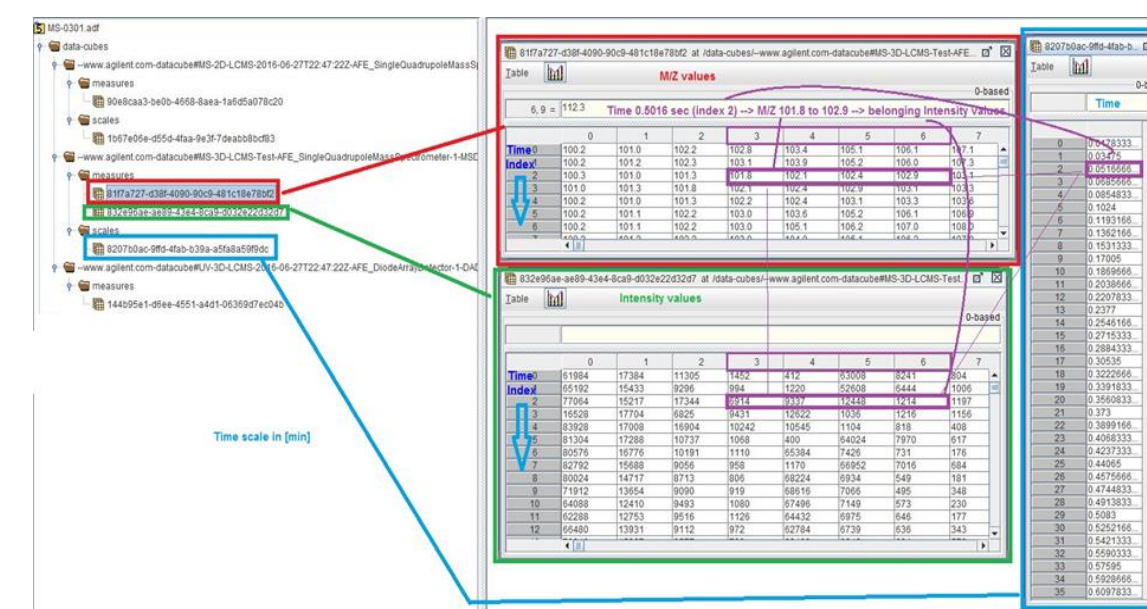 MS-0301.adf
data-cubes
--www.agilent.com-datacube#MS-2D-LCMS-2016-06-27T22:47:22Z-AFE_SingleQuadrupoleMassSp
measures
90e8caa3-be0b-4668-8aea-1a6d5a078c20
scales
1b67e06e-d55d-4faa-9e3f-7deabb8bcf83
--www.agilent.com-datacube#MS-3D-LCMS-Test-AFE_SingleQuadrupoleMassSpectrometer-1-MSD
measures
81f7a727-d38f-4090-90c9-481c18e78bf2
832e96ae-ae89-43e4-8ca9-d032e22d32d7
scales
8207b0ac-9ffd-4fab-b39a-a5fa8a59f9dc
--www.agilent.com-datacube#UV-3D-LCMS-2016-06-27T22:47:22Z-AFE_DiodeArrayDetector-1-DAD
measures
144b95e1-d6ee-4551-a4d1-06369d7ec04b
Time scale in [min]
81f7a727-d38f-4090-90c9-481c18e78bf2 at /data-cubes/--www.agilent.com-datacube#MS-3D-LCMS-Test-AFE...
Table
M/Z values
0-based
6, 9 = 112.3
Time 0.5016 sec (index 2) --> M/Z 101.8 to 102.9 --> belonging Intensity Values
0 1 2 3 4 5 6 7
Time 0 100.2 101.0 102.2 102.8 103.4 105.1 106.1 107.1
Index 100.2 101.2 102.3 103.1 103.9 105.2 106.0 107.3
2 100.3 101.0 101.3 101.8 102.1 102.4 102.9 103.1
3 101.0 101.3 101.8 102.1 102.4 102.9 103.1 103.3
4 100.2 101.0 101.3 102.2 102.4 103.1 103.3 103.6
5 100.2 101.1 102.2 103.0 103.6 105.2 106.1 106.9
6 100.2 101.1 102.2 103.0 105.1 106.2 107.0 108.0
832e96ae-ae89-43e4-8ca9-d032e22d32d7 at /data-cubes/--www.agilent.com-datacube#MS-3D-LCMS-Test...
Table
Intensity values
0-based
0 1 2 3 4 5 6 7
Time 0 61984 17384 11305 1452 412 63008 8241 804
Index 65192 15433 9296 994 1220 52608 6444 1006
2 77064 15217 17344 6914 9337 12448 1214 1197
3 16528 17704 6825 9431 12622 1036 1216 1156
4 83928 17008 16904 10242 10545 1104 818 408
5 81304 17288 10737 1068 400 64024 7970 617
6 80576 16776 10191 1110 65384 7426 731 176
7 82792 15688 9056 958 1170 66952 7016 684
8 80024 14717 8713 806 68224 6934 549 181
9 71912 13654 9090 919 68616 7066 495 348
10 64088 12410 9493 1080 67496 7149 573 230
11 62288 12753 9516 1126 64432 6975 646 177
12 66480 13931 9112 972 62784 6739 636 343
8207b0ac-9ffd-4fab-b...
Table
Time
0 0.0178333...
1 0.03475
2 0.0516666...
3 0.0685666...
4 0.0854833...
5 0.1024
6 0.1193166...
7 0.1362166...
8 0.1531333...
9 0.17005
10 0.1869666...
11 0.2038666...
12 0.2207833...
13 0.2377
14 0.2546166...
15 0.2715333...
16 0.2884333...
17 0.30535
18 0.3222666...
19 0.3391833...
20 0.3560833...
21 0.373
22 0.3899166...
23 0.4068333...
24 0.4237333...
25 0.44065
26 0.4575666...
27 0.4744833...
28 0.4913833...
29 0.5083
30 0.5252166...
31 0.5421333...
32 0.5590333...
33 0.57595
34 0.5928666...
35 0.6097833...